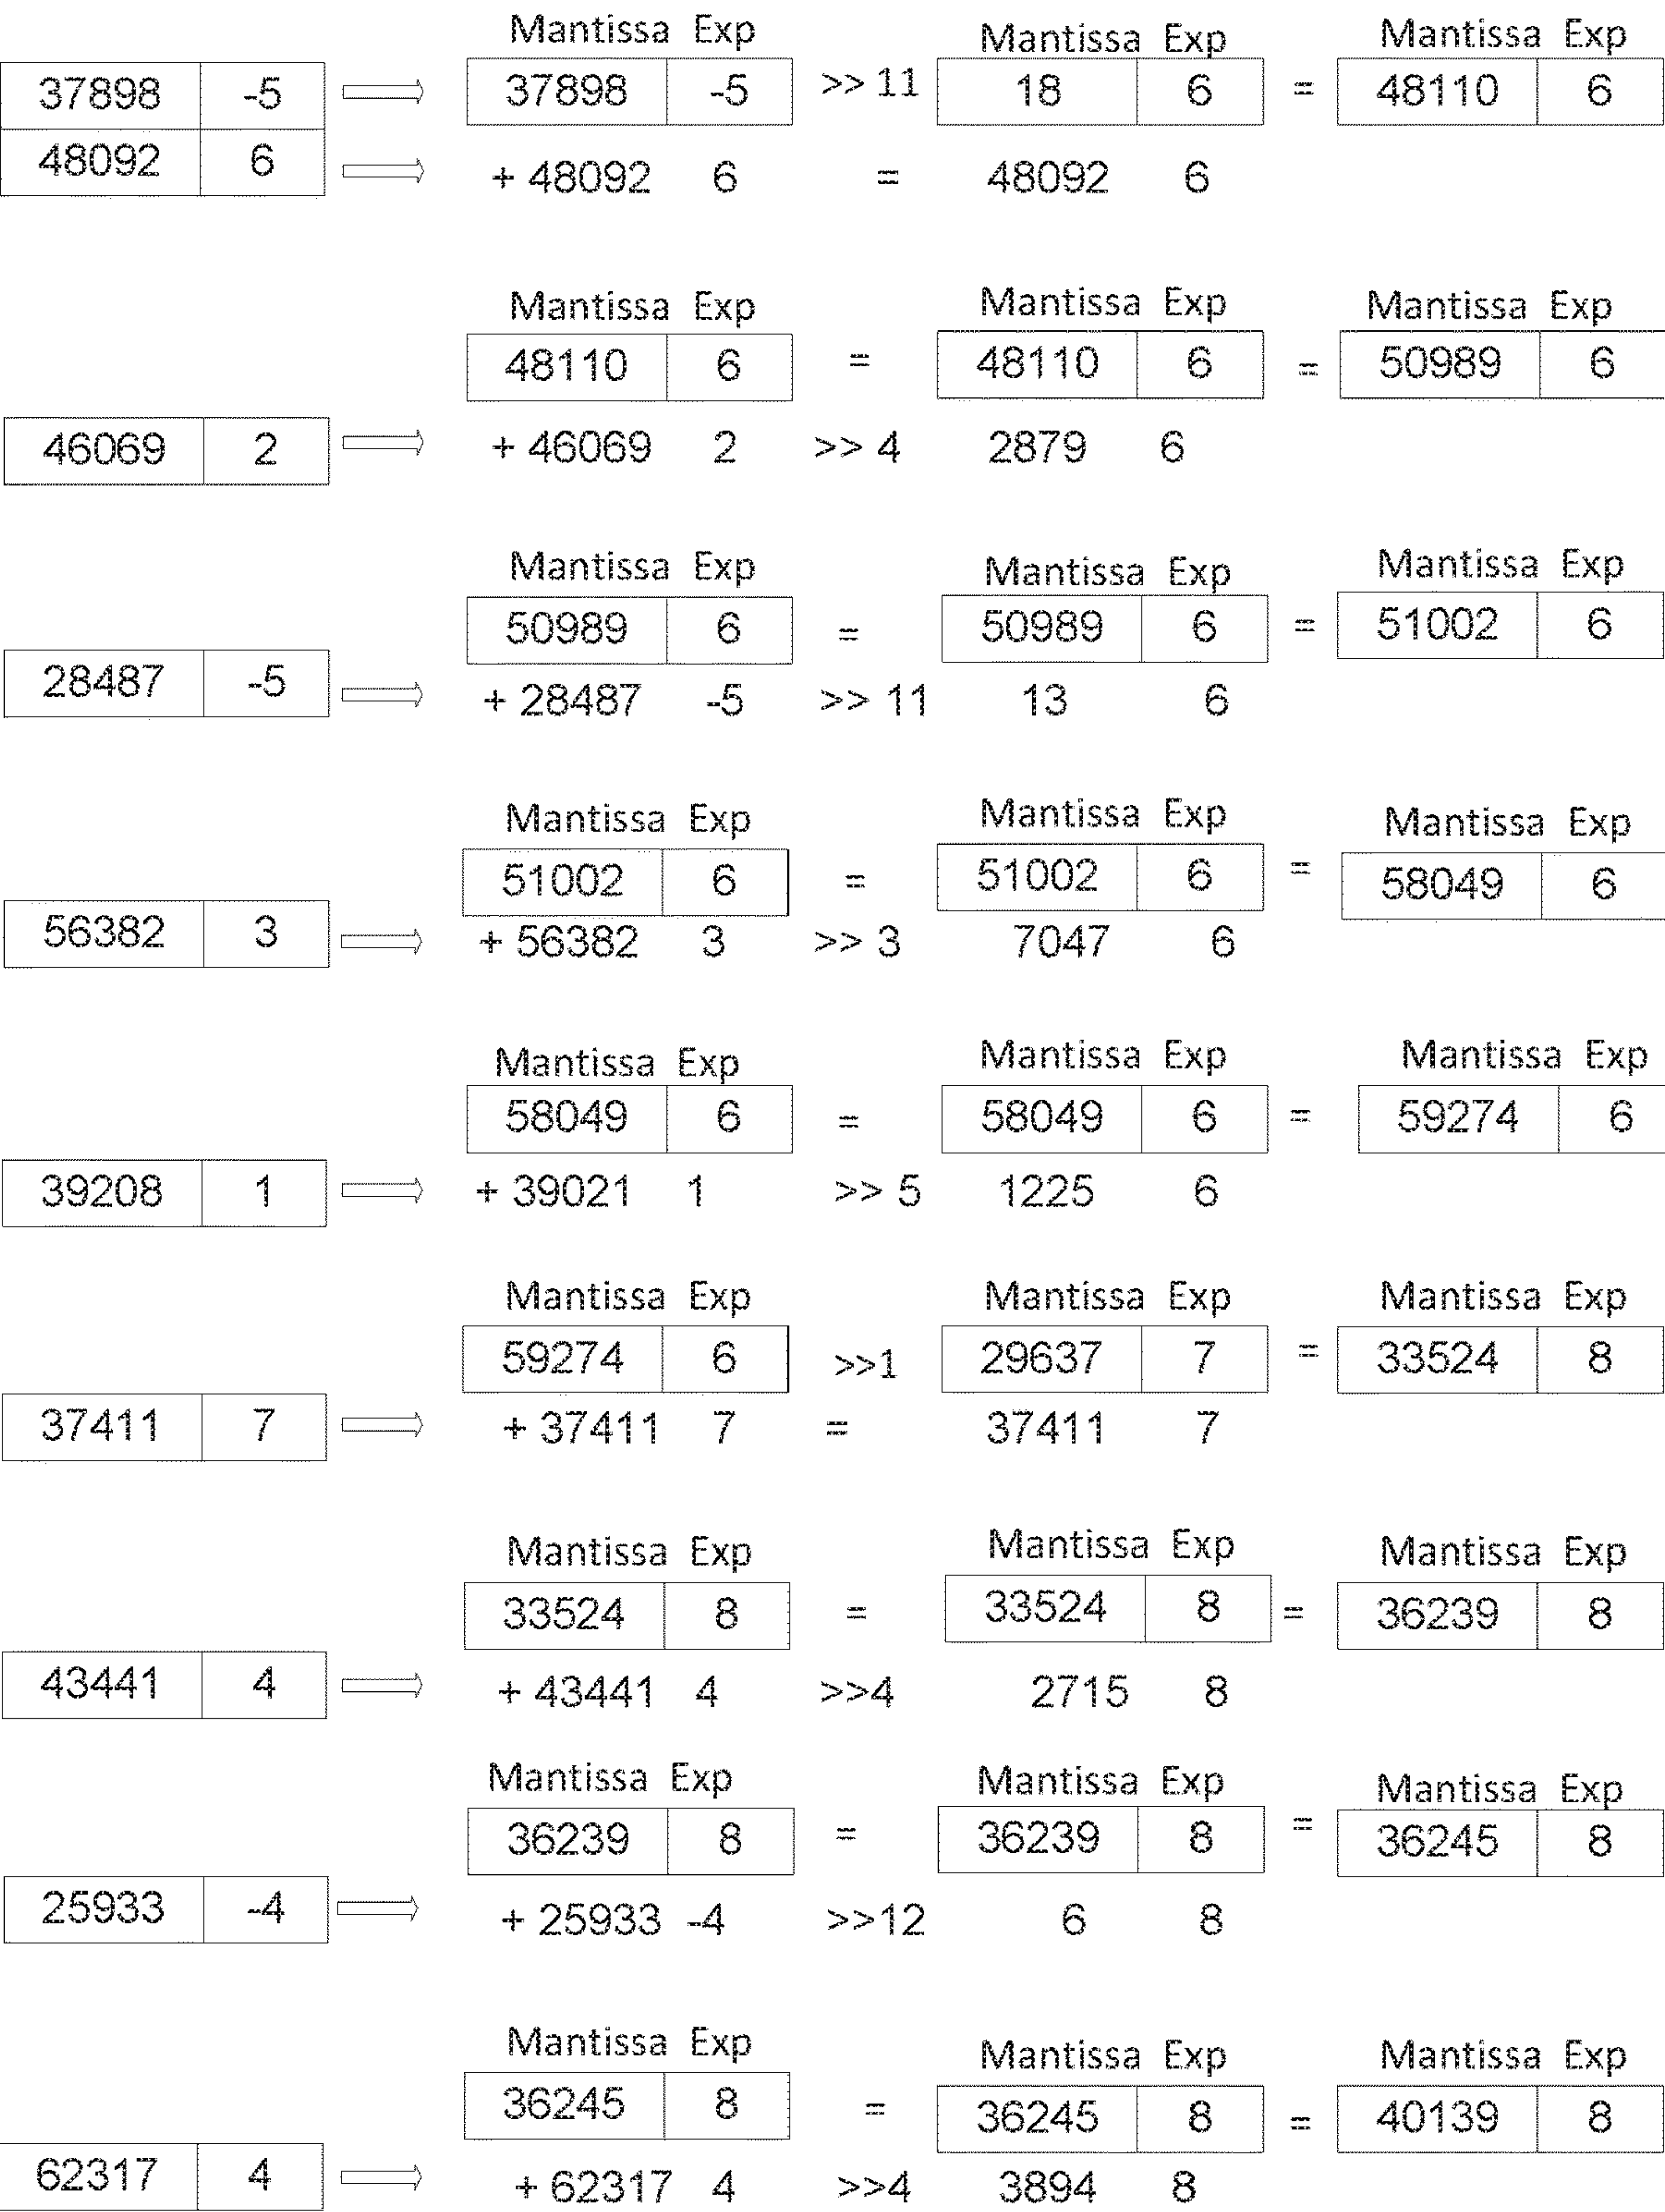 Mantissa Exp Mantissa Exp Mantissa Exp
37898 -5 37898 -5 >> 11 18 6 = 48110 6
48092 6 + 48092 6 = 48092 6
Mantissa Exp Mantissa Exp Mantissa Exp
48110 6 = 48110 6 = 50989 6
46069 2 + 46069 2 >> 4 2879 6
Mantissa Exp Mantissa Exp Mantissa Exp
50989 6 = 50989 6 = 51002 6
28487 -5 + 28487 -5 >> 11 13 6
Mantissa Exp Mantissa Exp Mantissa Exp
51002 6 = 51002 6 = 58049 6
56382 3 + 56382 3 >> 3 7047 6
Mantissa Exp Mantissa Exp Mantissa Exp
58049 6 = 58049 6 = 59274 6
39208 1 + 39021 1 >> 5 1225 6
Mantissa Exp Mantissa Exp Mantissa Exp
59274 6 >>1 29637 7 = 33524 8
37411 7 + 37411 7 = 37411 7
Mantissa Exp Mantissa Exp Mantissa Exp
33524 8 = 33524 8 = 36239 8
43441 4 + 43441 4 >>4 2715 8
Mantissa Exp Mantissa Exp Mantissa Exp
36239 8 = 36239 8 = 36245 8
25933 -4 + 25933 -4 >>12 6 8
Mantissa Exp Mantissa Exp Mantissa Exp
36245 8 = 36245 8 = 40139 8
62317 4 + 62317 4 >>4 3894 8